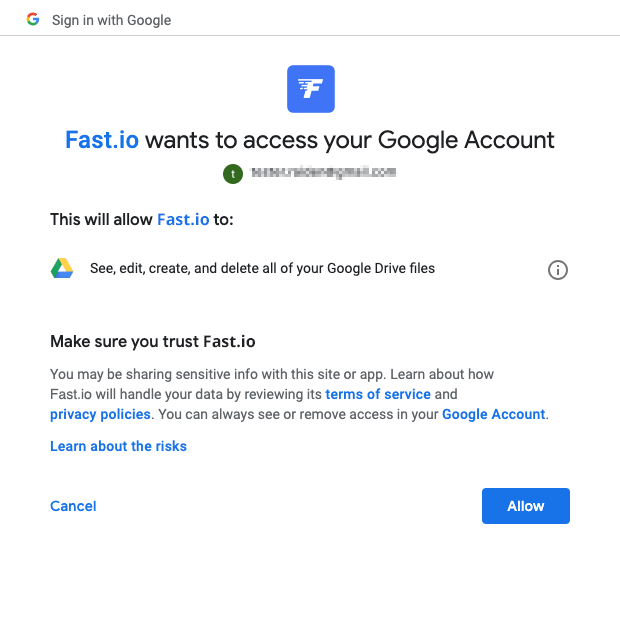 Sign in with Google
Fast.io wants to access your Google Account
t
This will allow Fast.io to:
See, edit, create, and delete all of your Google Drive files
Make sure you trust Fast.io
You may be sharing sensitive info with this site or app. Learn about how
Fast.io will handle your data by reviewing its terms of service and
privacy policies. You can always see or remove access in your Google Account.
Learn about the risks
Cancel
Allow